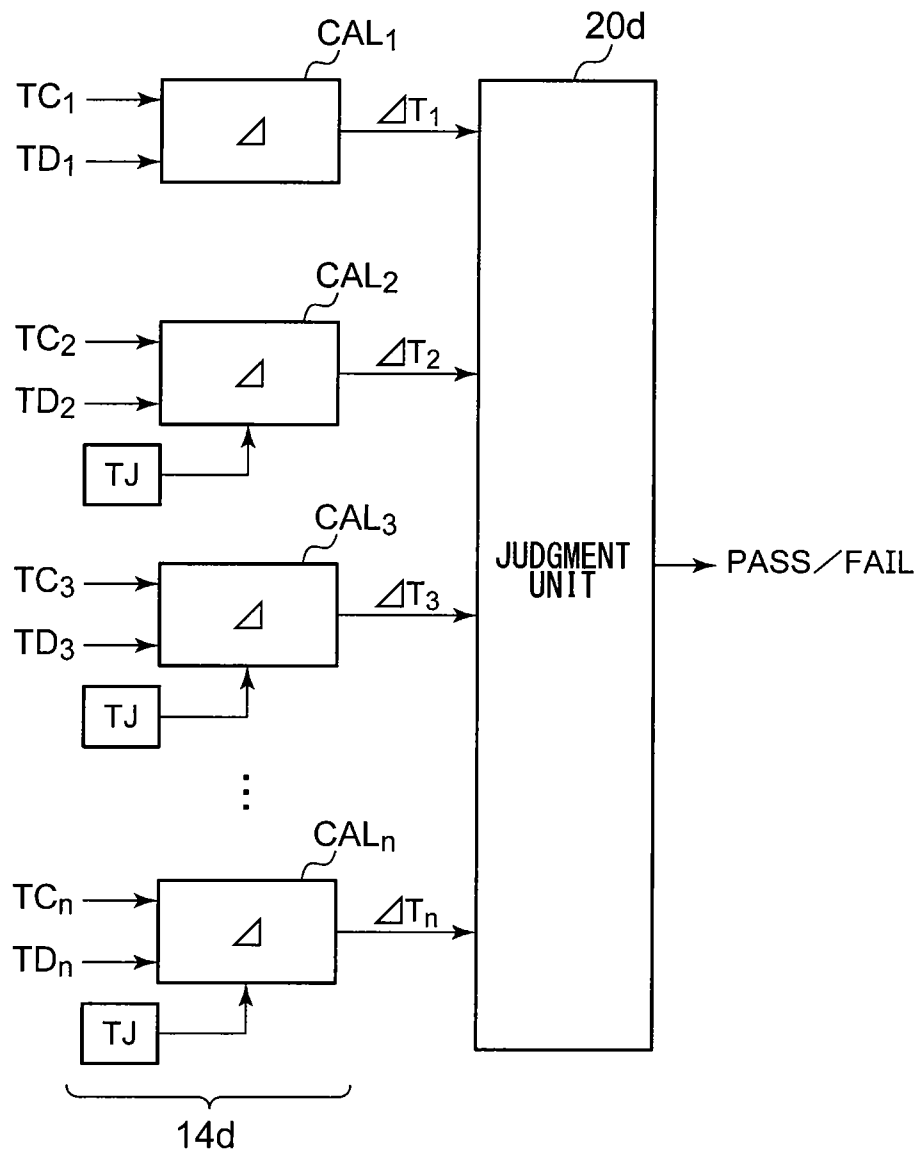 20d
CAL₁
TC₁
TD₁
⊿
⊿T₁
CAL₂
TC₂
TD₂
⊿
⊿T₂
TJ
CAL₃
TC₃
TD₃
⊿
⊿T₃
TJ
JUDGMENT
UNIT
PASS／FAIL
⋮
CALₙ
TCₙ
TDₙ
⊿
⊿Tₙ
TJ
14d